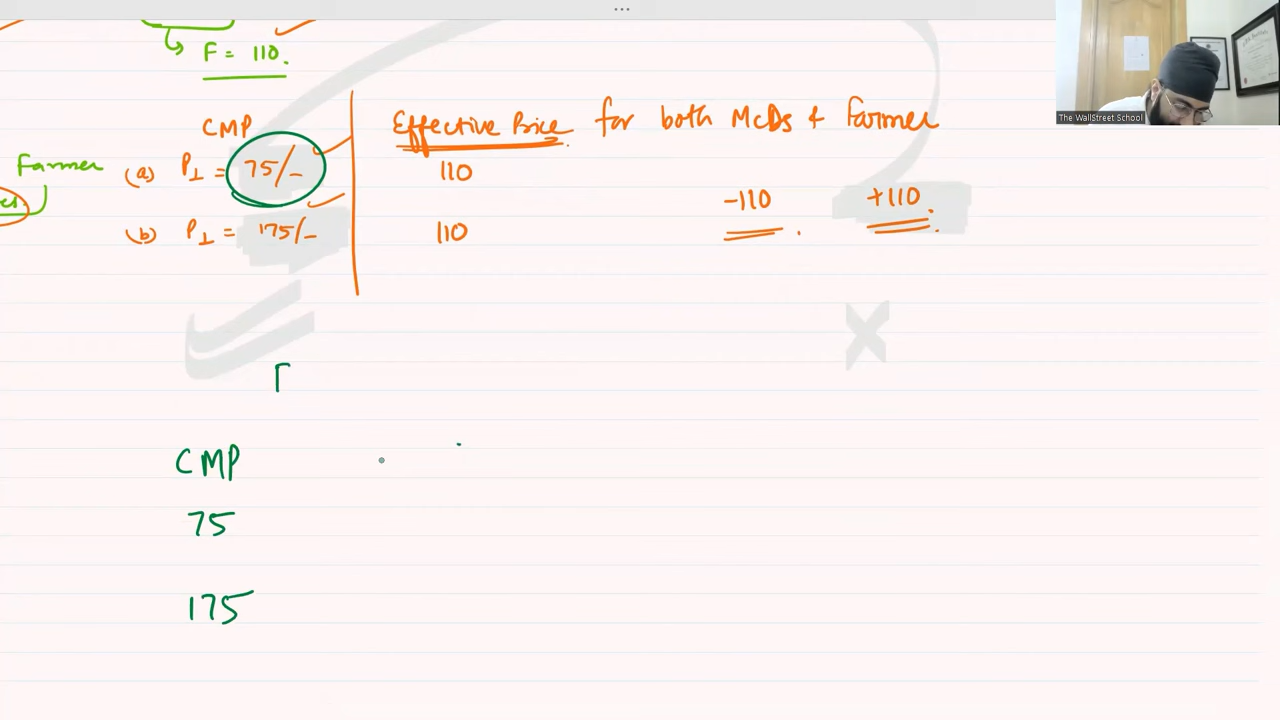 ...
F = 110.
The WallStreet School
CMP
Effective Price for both McDs & Farmer
Farmer
(a) P₁ = 75/- 110
-110 +110
(b) P₁ = 175/- 110
CMP
75
175